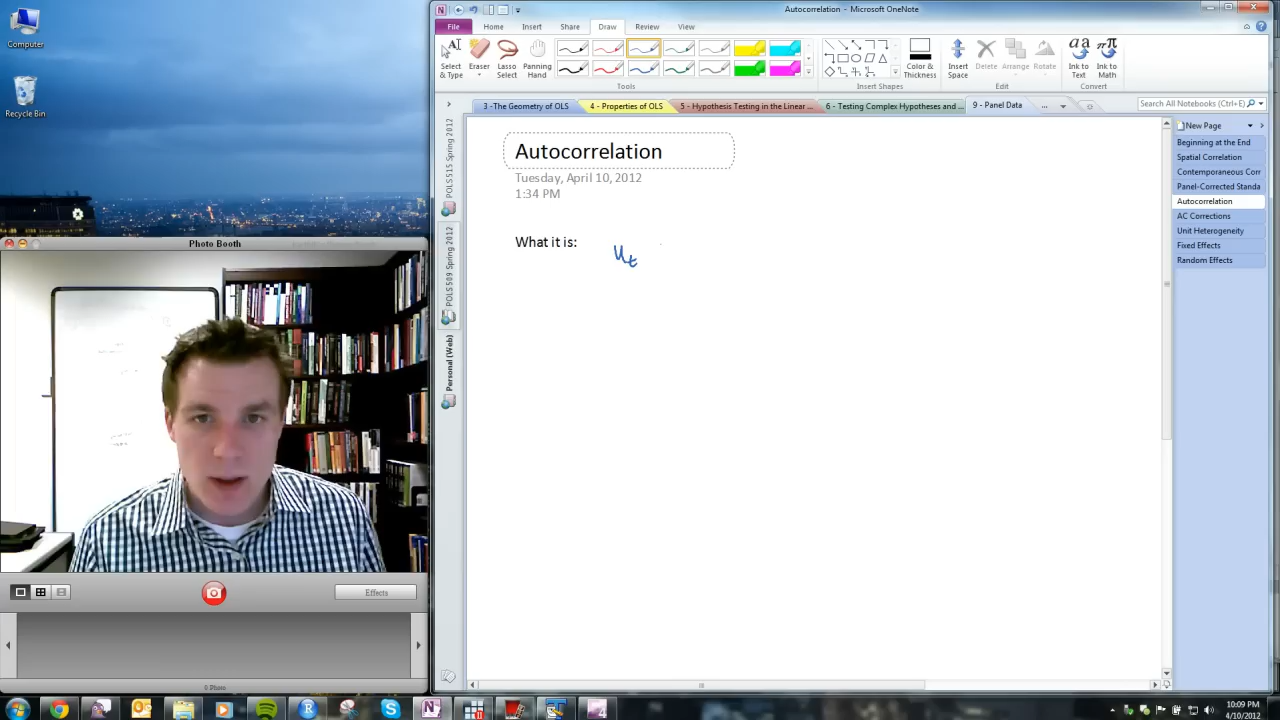 Autocorrelation - Microsoft OneNote
Computer
Recycle Bin
File Home Insert Share Draw Review View
Select & Type
Eraser
Lasso Select
Panning Hand
Tools
Insert Shapes
Color & Thickness
Insert Space
Delete
Arrange
Rotate
Edit
Ink to Text
Ink to Math
Convert
3 -The Geometry of OLS
4 - Properties of OLS
5 - Hypothesis Testing in the Linear ...
6 - Testing Complex Hypotheses and ...
9 - Panel Data
...
Search All Notebooks (Ctrl+E)
POLS 515 Spring 2012
POLS 509 Spring 2012
Personal (Web)
Autocorrelation
Tuesday, April 10, 2012
1:34 PM
What it is: ut
New Page
Beginning at the End
Spatial Correlation
Contemporaneous Corr
Panel-Corrected Standa
Autocorrelation
AC Corrections
Unit Heterogeneity
Fixed Effects
Random Effects
Photo Booth
Effects
10:09 PM
4/10/2012